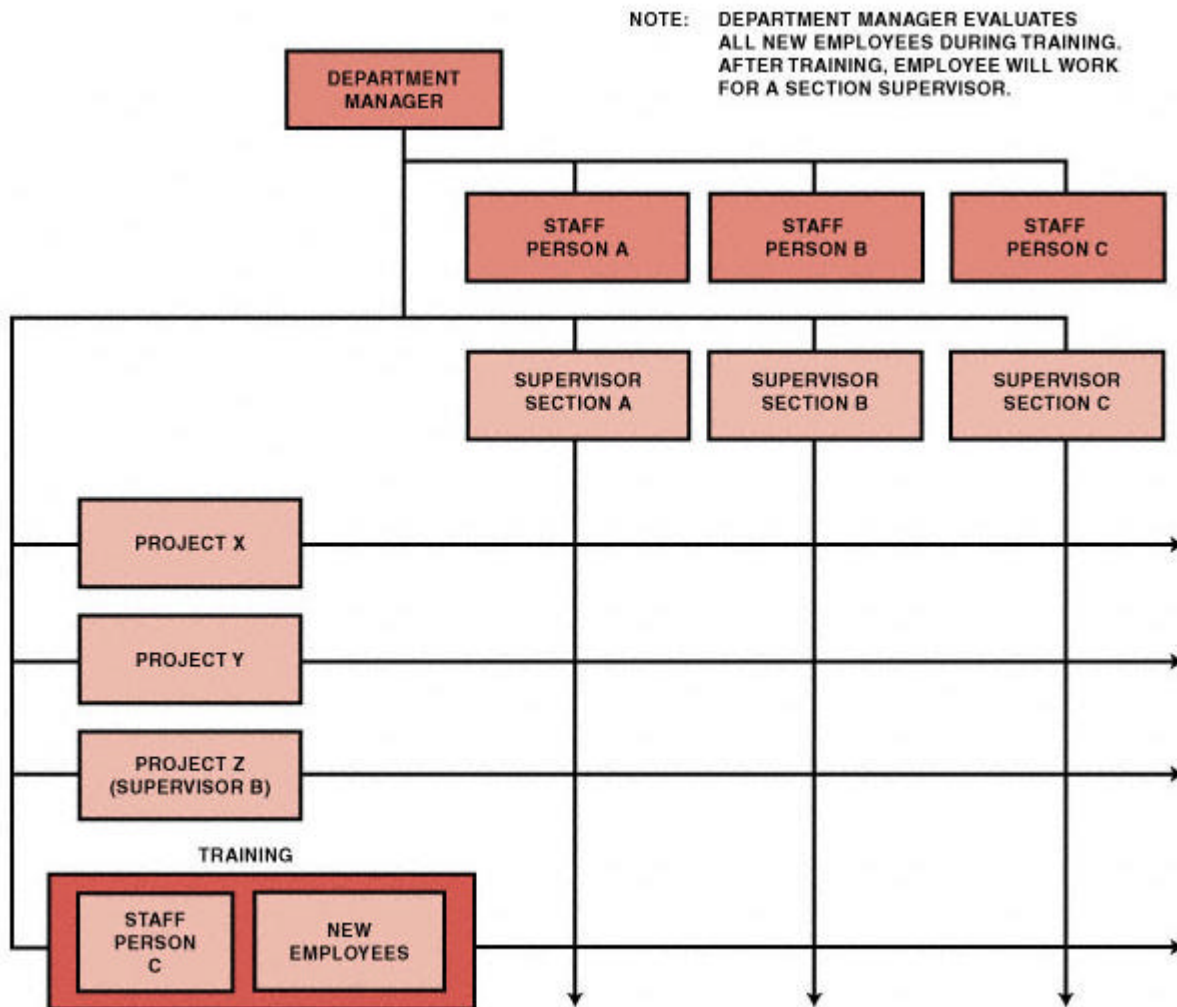 NOTE: DEPARTMENT MANAGER EVALUATES
ALL NEW EMPLOYEES DURING TRAINING.
AFTER TRAINING, EMPLOYEE WILL WORK
FOR A SECTION SUPERVISOR.
DEPARTMENT
MANAGER
STAFF
PERSON A
STAFF
PERSON B
STAFF
PERSON C
SUPERVISOR
SECTION A
SUPERVISOR
SECTION B
SUPERVISOR
SECTION C
PROJECT X
PROJECT Y
PROJECT Z
(SUPERVISOR B)
TRAINING
STAFF
PERSON
C
NEW
EMPLOYEES